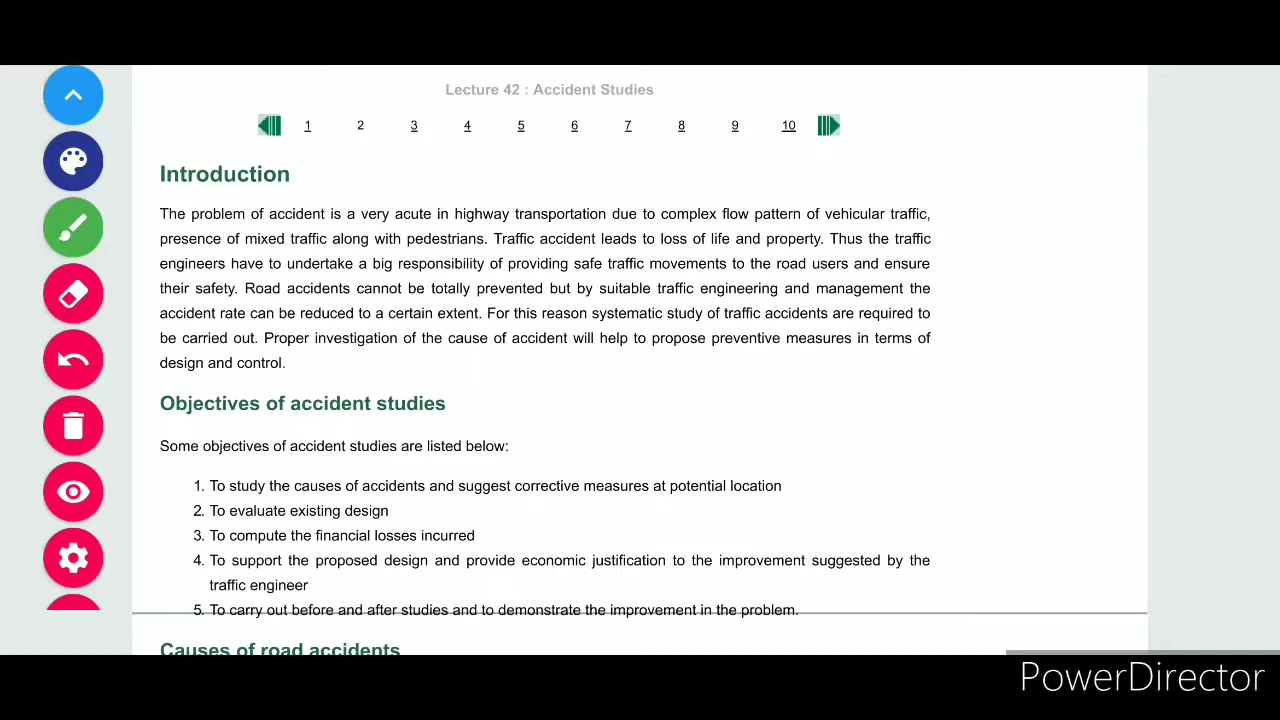 Lecture 42 : Accident Studies
1 2 3 4 5 6 7 8 9 10
Introduction
The problem of accident is a very acute in highway transportation due to complex flow pattern of vehicular traffic,
presence of mixed traffic along with pedestrians. Traffic accident leads to loss of life and property. Thus the traffic
engineers have to undertake a big responsibility of providing safe traffic movements to the road users and ensure
their safety. Road accidents cannot be totally prevented but by suitable traffic engineering and management the
accident rate can be reduced to a certain extent. For this reason systematic study of traffic accidents are required to
be carried out. Proper investigation of the cause of accident will help to propose preventive measures in terms of
design and control.
Objectives of accident studies
Some objectives of accident studies are listed below:
1. To study the causes of accidents and suggest corrective measures at potential location
2. To evaluate existing design
3. To compute the financial losses incurred
4. To support the proposed design and provide economic justification to the improvement suggested by the
traffic engineer
5. To carry out before and after studies and to demonstrate the improvement in the problem.
Causes of road accidents
PowerDirector